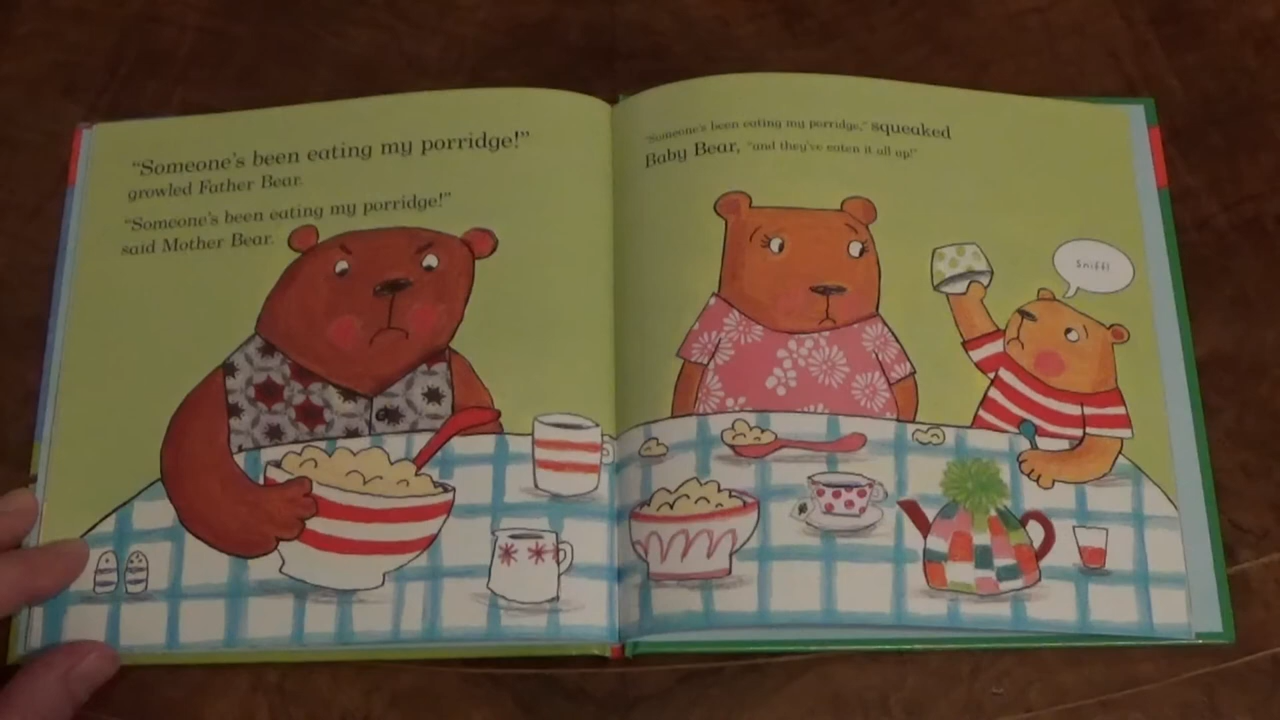 “Someone’s been eating my porridge!”
growled Father Bear.
“Someone’s been eating my porridge!”
said Mother Bear.
“Someone’s been eating my porridge,” squeaked
Baby Bear, “and they’ve eaten it all up!”
Sniff!